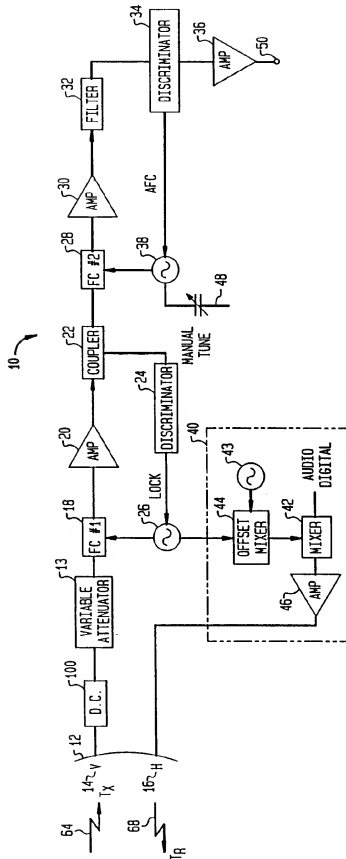 10
64
TX
14
V
12
100
D.C.
13
VARIABLE
ATTENUATOR
18
FC #1
20
AMP
22
COUPLER
28
FC #2
30
AMP
32
FILTER
34
DISCRIMINATOR
36
AMP
50
AFC
38
48
MANUAL
TUNE
24
DISCRIMINATOR
LOCK
26
40
43
44
OFFSET
MIXER
42
MIXER
AUDIO
DIGITAL
46
AMP
16
H
68
TR